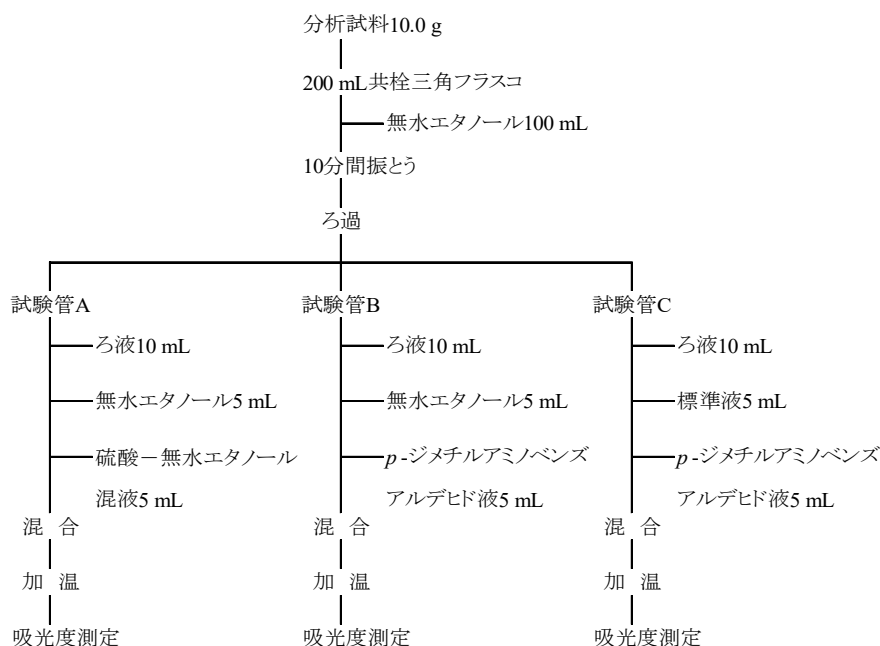 分析試料10.0 g
200 mL共栓三角フラスコ
無水エタノール100 mL
10分間振とう
ろ過
試験管A
ろ液10 mL
無水エタノール5 mL
硫酸－無水エタノール
混液5 mL
混 合
加 温
吸光度測定
試験管B
ろ液10 mL
無水エタノール5 mL
p-ジメチルアミノベンズ
アルデヒド液5 mL
混 合
加 温
吸光度測定
試験管C
ろ液10 mL
標準液5 mL
p-ジメチルアミノベンズ
アルデヒド液5 mL
混 合
加 温
吸光度測定